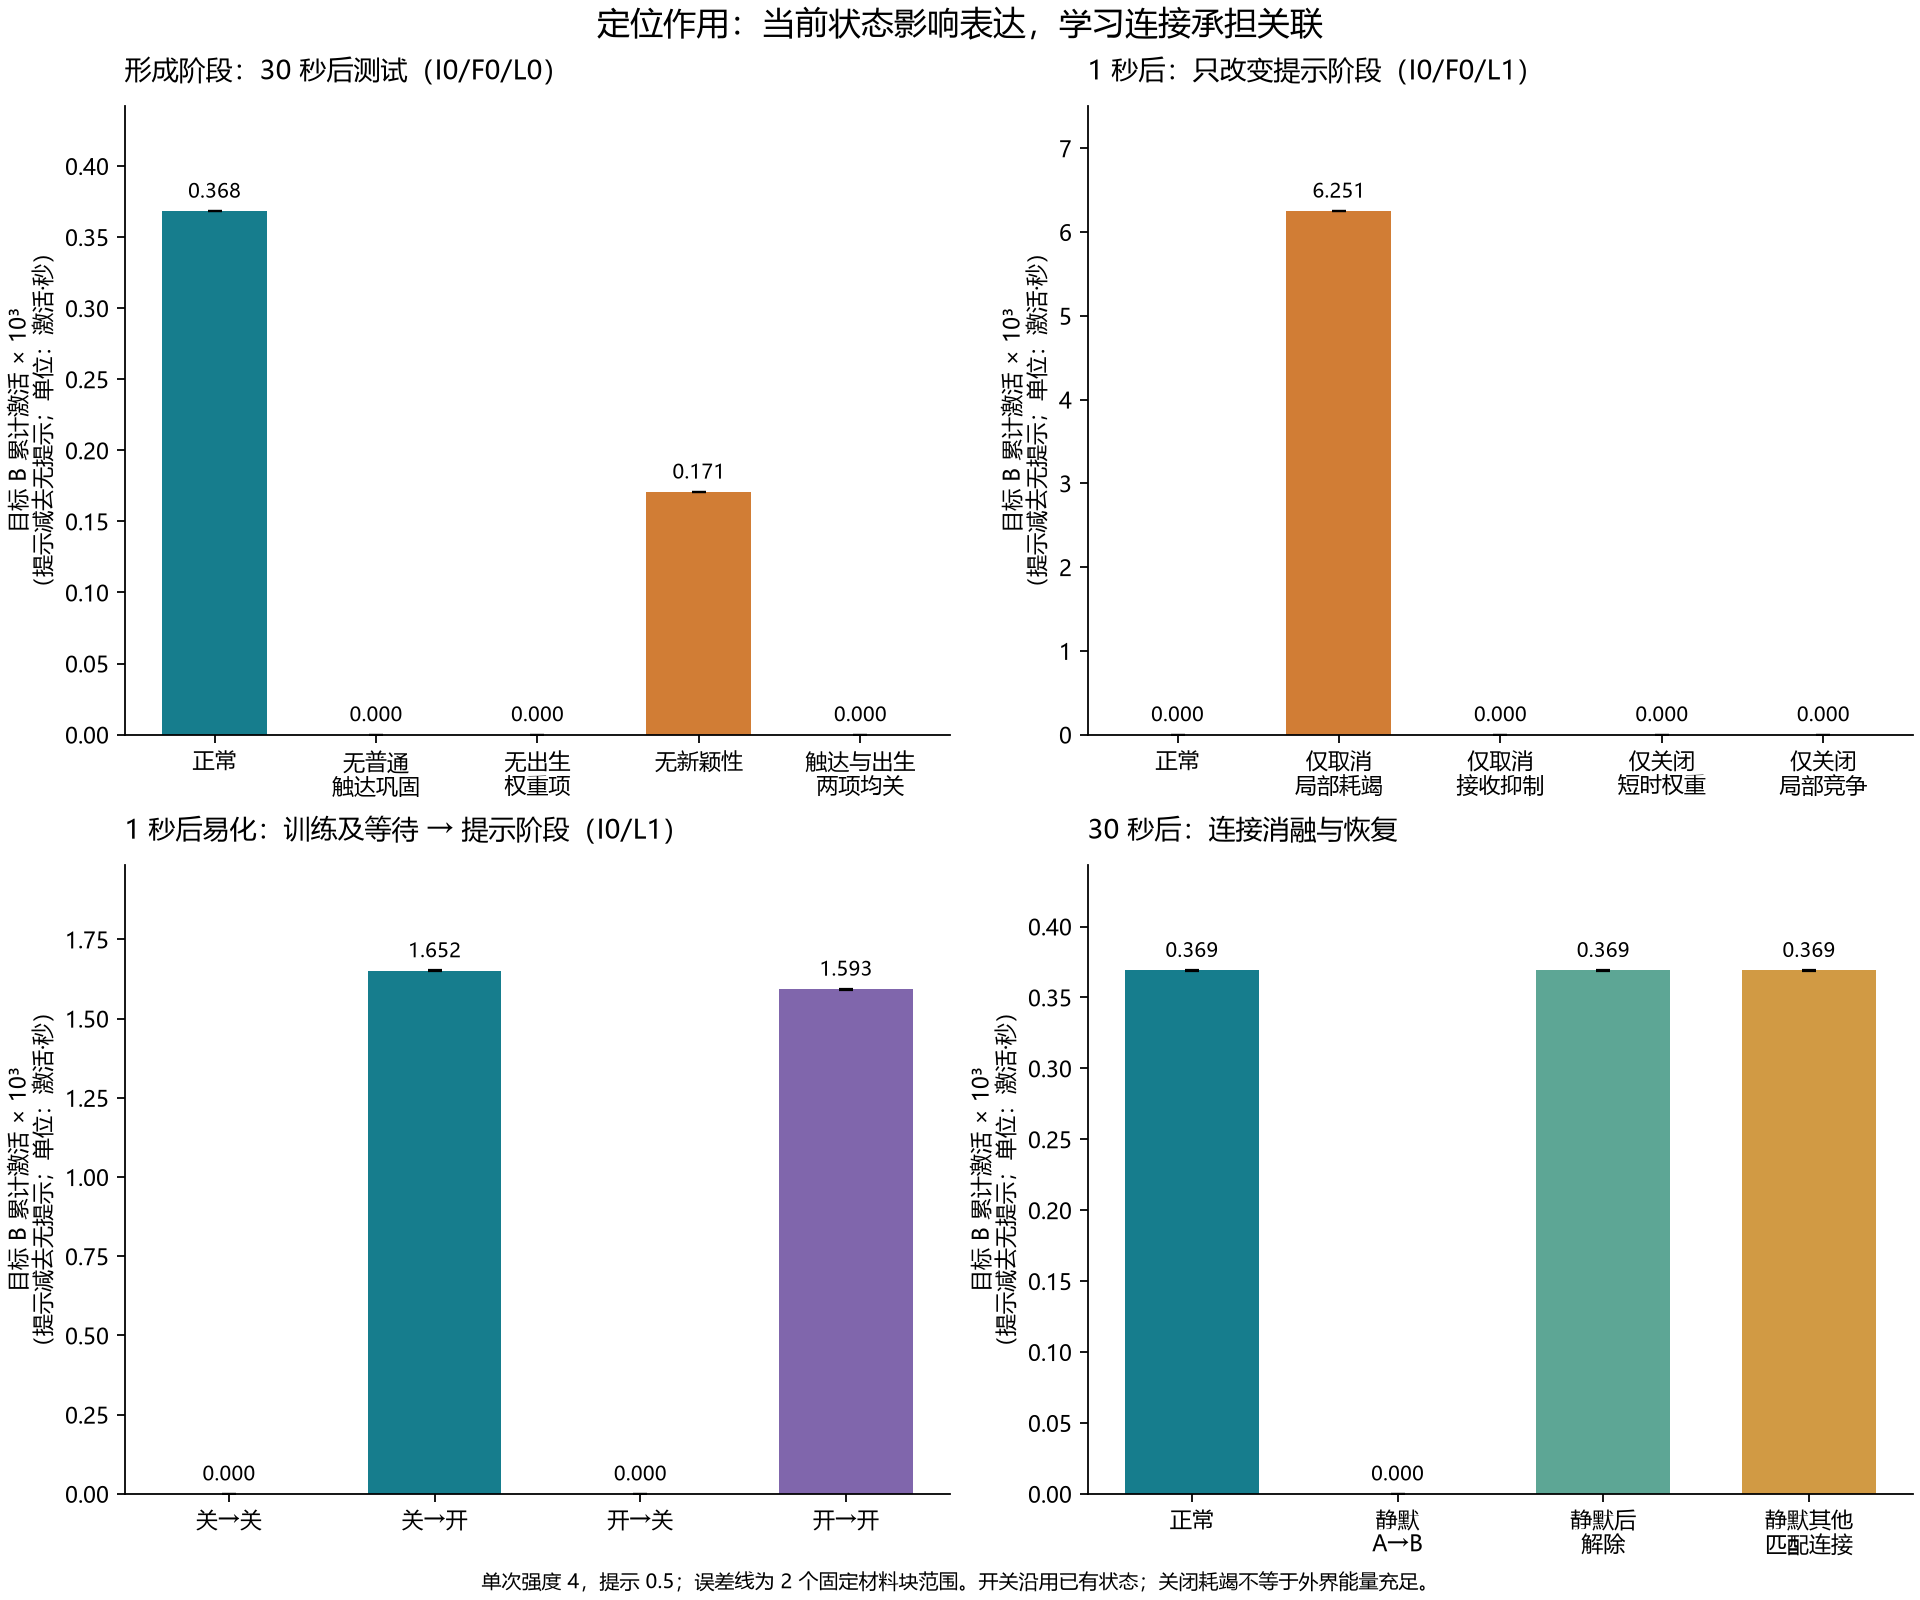 定位作用：当前状态影响表达，学习连接承担关联
形成阶段：30 秒后测试（I0/F0/L0）
目标 B 累计激活 × 10³
（提示减去无提示；单位：激活·秒）
0.40
0.35
0.30
0.25
0.20
0.15
0.10
0.05
0.00
0.368
0.000
0.000
0.171
0.000
正常
无普通
触达巩固
无出生
权重项
无新颖性
触达与出生
两项均关
1 秒后：只改变提示阶段（I0/F0/L1）
目标 B 累计激活 × 10³
（提示减去无提示；单位：激活·秒）
7
6
5
4
3
2
1
0
0.000
6.251
0.000
0.000
0.000
正常
仅取消
局部耗竭
仅取消
接收抑制
仅关闭
短时权重
仅关闭
局部竞争
1 秒后易化：训练及等待 → 提示阶段（I0/L1）
目标 B 累计激活 × 10³
（提示减去无提示；单位：激活·秒）
1.75
1.50
1.25
1.00
0.75
0.50
0.25
0.00
0.000
1.652
0.000
1.593
关→关
关→开
开→关
开→开
30 秒后：连接消融与恢复
目标 B 累计激活 × 10³
（提示减去无提示；单位：激活·秒）
0.40
0.35
0.30
0.25
0.20
0.15
0.10
0.05
0.00
0.369
0.000
0.369
0.369
正常
静默
A→B
静默后
解除
静默其他
匹配连接
单次强度 4，提示 0.5；误差线为 2 个固定材料块范围。开关沿用已有状态；关闭耗竭不等于外界能量充足。